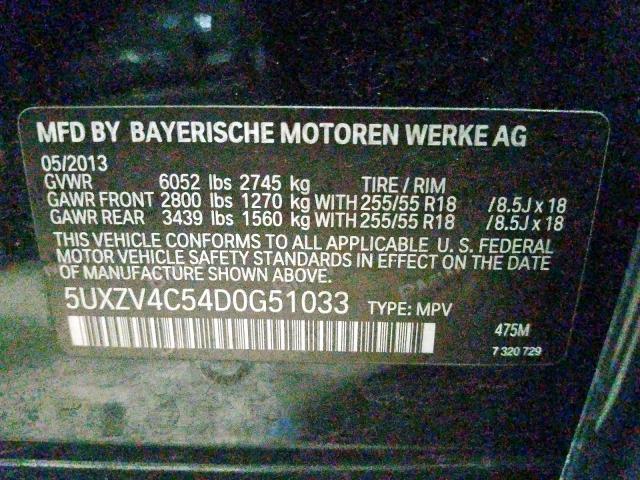 MFD BY BAYERISCHE MOTOREN WERKE AG
05/2013
GVWR 6052 lbs 2745 kg TIRE / RIM
GAWR FRONT 2800 lbs 1270 kg WITH 255/55 R18 / 8.5J x 18
GAWR REAR 3439 lbs 1560 kg WITH 255/55 R18 / 8.5J x 18
THIS VEHICLE CONFORMS TO ALL APPLICABLE U. S. FEDERAL
MOTOR VEHICLE SAFETY STANDARDS IN EFFECT ON THE DATE
OF MANUFACTURE SHOWN ABOVE.
5UXZV4C54D0G51033 TYPE: MPV
475M
7 320 729